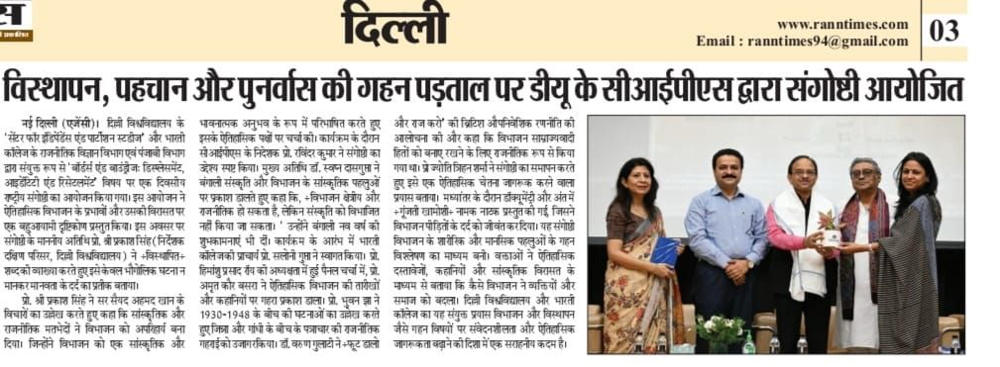 स
दिल्ली
www.ranntimes.com
Email : ranntimes94@gmail.com
03
विस्थापन, पहचान और पुनर्वास की गहन पड़ताल पर डीयू के सीआईपीएस द्वारा संगोष्ठी आयोजित
नई दिल्ली (एजेंसी)। दिल्ली विश्वविद्यालय के
'सेंटर फॉर इंडिपेंडेंस एंड पार्टीशन स्टडीज' और भारती
कॉलेज के राजनीतिक विज्ञान विभाग एवं पंजाबी विभाग
द्वारा संयुक्त रूप से 'बॉर्डर्स एंड बाउंड्रीज: डिस्प्लेसमेंट,
आइडेंटिटी एंड रिसेटलमेंट' विषय पर एक दिवसीय
राष्ट्रीय संगोष्ठी का आयोजन किया गया। इस आयोजन ने
ऐतिहासिक विभाजन के प्रभावों और उसकी विरासत पर
एक बहुआयामी दृष्टिकोण प्रस्तुत किया। इस अवसर पर
संगोष्ठी के माननीय अतिथि प्रो. श्री प्रकाश सिंह ( निर्देशक
दक्षिण परिसर, दिल्ली विश्वविद्यालय ) ने ÷विस्थापित÷
शब्द की व्याख्या करते हुए इसे केवल भौगोलिक घटना न
मानकर मानवता के दर्द का प्रतीक बताया।
प्रो. श्री प्रकाश सिंह ने सर सैयद अहमद खान के
विचारों का उल्लेख करते हुए कहा कि सांस्कृतिक और
राजनीतिक मतभेदों ने विभाजन को अपरिहार्य बना
दिया। जिन्होंने विभाजन को एक सांस्कृतिक और
भावनात्मक अनुभव के रूप में परिभाषित करते हुए
इसके ऐतिहासिक पक्षों पर चर्चा की। कार्यक्रम के दौरान
सीआईपीएस के निदेशक प्रो. रविंदर कुमार ने संगोष्ठी का
उद्देश्य स्पष्ट किया। मुख्य अतिथि डॉ. स्वप्न दासगुप्ता ने
बंगाली संस्कृति और विभाजन के सांस्कृतिक पहलुओं
पर प्रकाश डालते हुए कहा कि, ÷विभाजन क्षेत्रीय और
राजनीतिक हो सकता है, लेकिन संस्कृति को विभाजित
नहीं किया जा सकता। ' उन्होंने बंगाली नव वर्ष की
शुभकामनाएं भी दीं। कार्यक्रम के आरंभ में भारती
कॉलेज की प्राचार्य प्रो. सलोनी गुप्ता ने स्वागत किया। प्रो.
हिमांशु प्रसाद रॉय की अध्यक्षता में हुई पैनल चर्चा में, प्रो.
अमृत कौर बसरा ने ऐतिहासिक विभाजन की तारीखों
और कहानियों पर गहरा प्रकाश डाला। प्रो. भुवन झा ने
1930-1948 के बीच की घटनाओं का उल्लेख करते
हुए जिन्ना और गांधी के बीच के पत्राचार की राजनीतिक
गहराई को उजागर किया। डॉ. वरुण गुलाटी ने ÷फूट डालो
और राज करो' की ब्रिटिश औपनिवेशिक रणनीति की
आलोचना की और कहा कि विभाजन साम्राज्यवादी
हितों को बनाए रखने के लिए राजनीतिक रूप से किया
गया था। प्रो ज्योति त्रिहन शर्मा ने संगोष्ठी का समापन करते
हुए इसे एक ऐतिहासिक चेतना जागरूक करने वाला
प्रयास बताया। मध्यांतर के दौरान डॉक्यूमेंट्री और अंत में
÷गूंजती खामोशी÷ नामक नाटक प्रस्तुत की गई, जिसने
विभाजन पीड़ितों के दर्द को जीवंत कर दिया। यह संगोष्ठी
विभाजन के शारीरिक और मानसिक पहलुओं के गहन
विश्लेषण का माध्यम बनी। वक्ताओं ने ऐतिहासिक
दस्तावेजों, कहानियों और सांस्कृतिक विरासत के
माध्यम से बताया कि कैसे विभाजन ने व्यक्तियों और
समाज को बदला। दिल्ली विश्वविद्यालय और भारती
कॉलेज का यह संयुक्त प्रयास विभाजन और विस्थापन
जैसे गहन विषयों पर संवेदनशीलता और ऐतिहासिक
जागरूकता बढ़ाने की दिशा में एक सराहनीय कदम है।